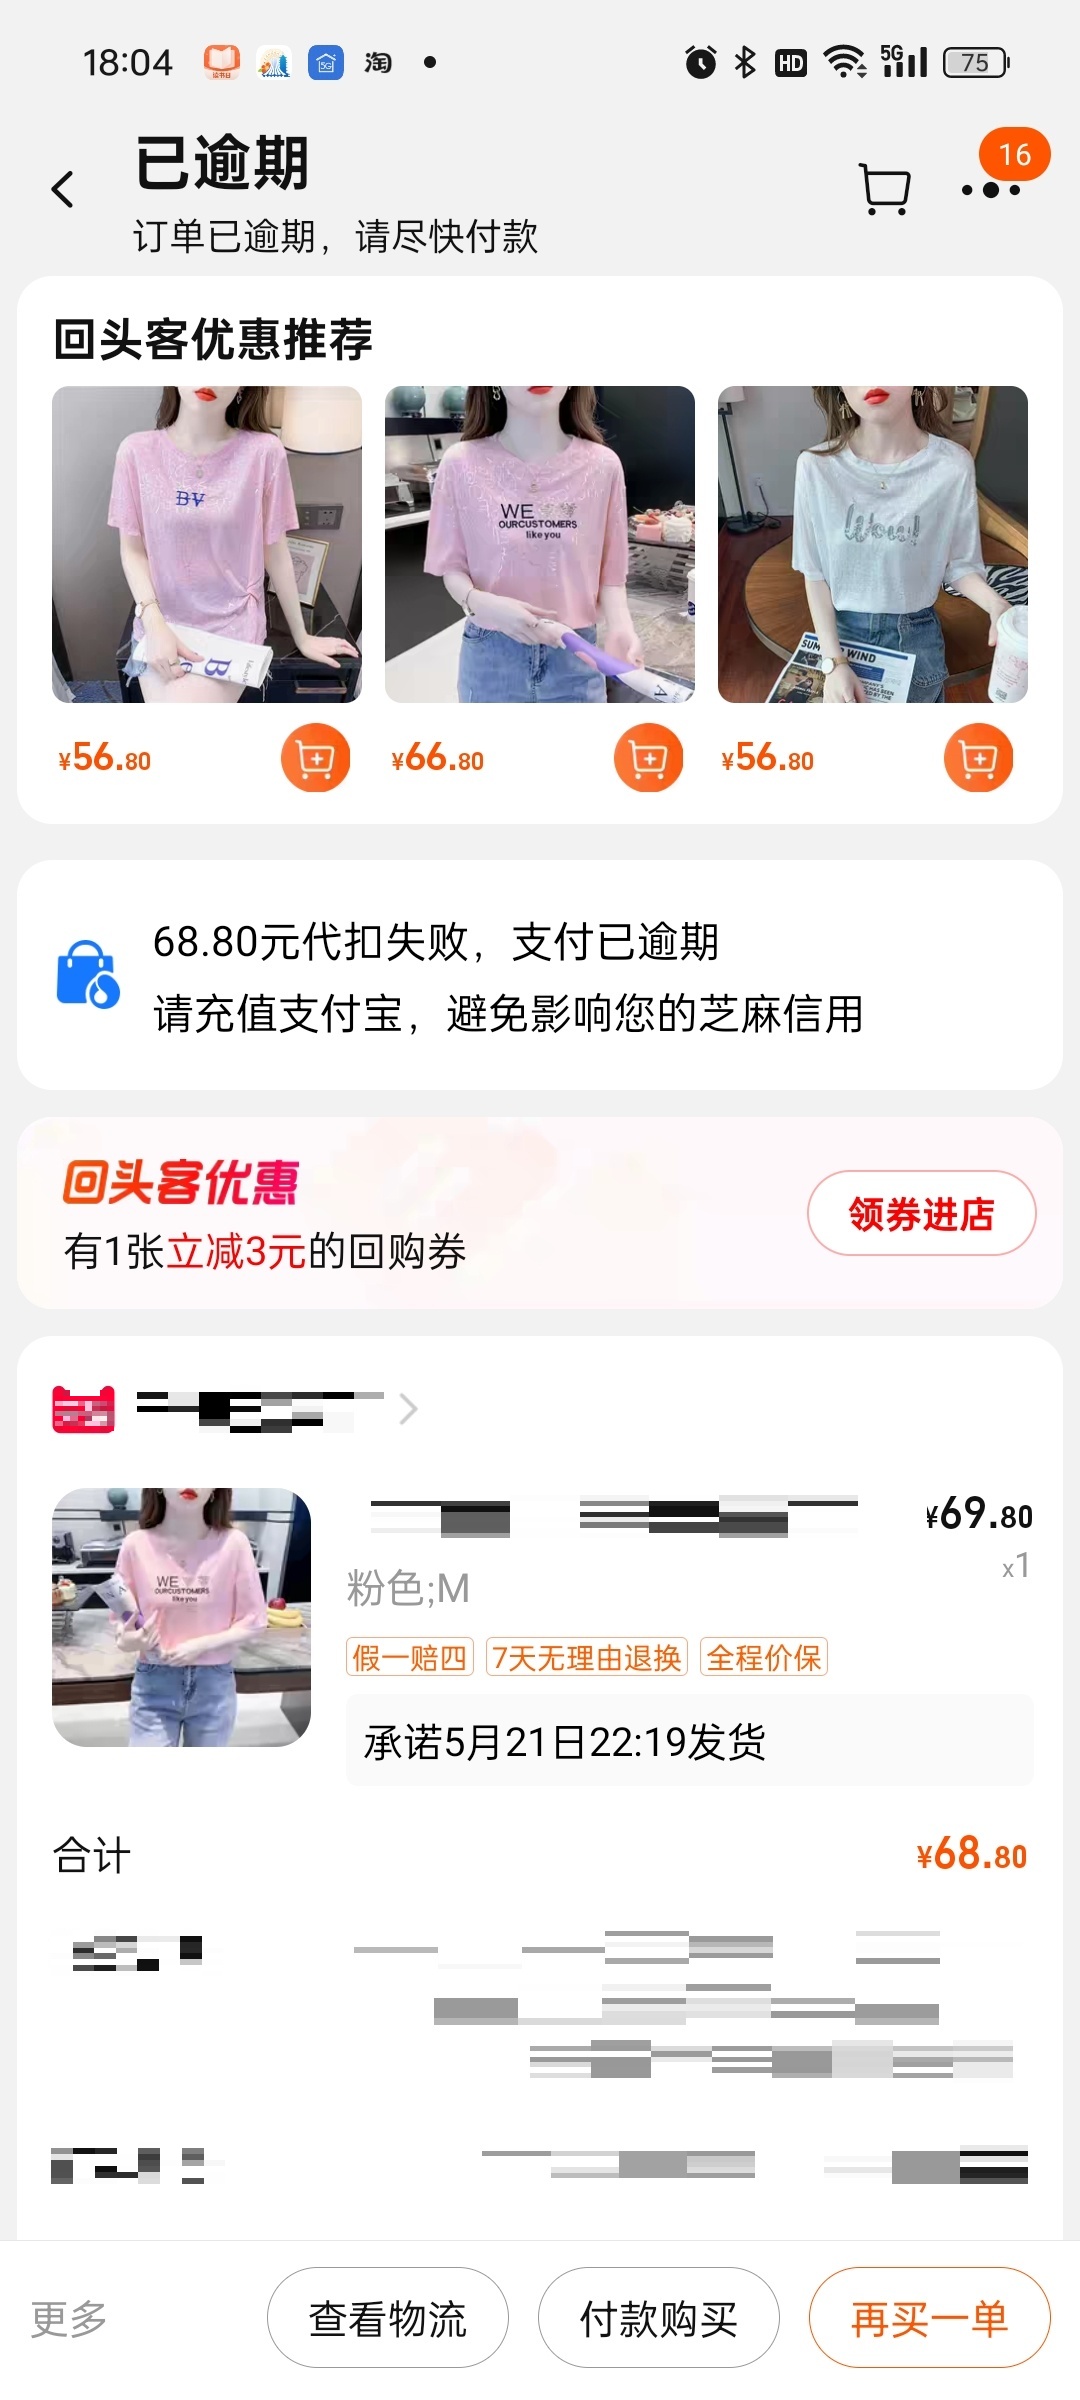 18:04
淘
HD
5G
75
已逾期
16
订单已逾期，请尽快付款
回头客优惠推荐
BV
WE
OURCUSTOMERS
like you
Wow!
SUM
WIND
¥56.80
¥66.80
¥56.80
68.80元代扣失败，支付已逾期
请充值支付宝，避免影响您的芝麻信用
回头客优惠
有1张立减3元的回购券
领券进店
¥69.80
x1
粉色;M
WE
OURCUSTOMERS
like you
假一赔四 7天无理由退换 全程价保
承诺5月21日22:19发货
合计
¥68.80
更多
查看物流
付款购买
再买一单